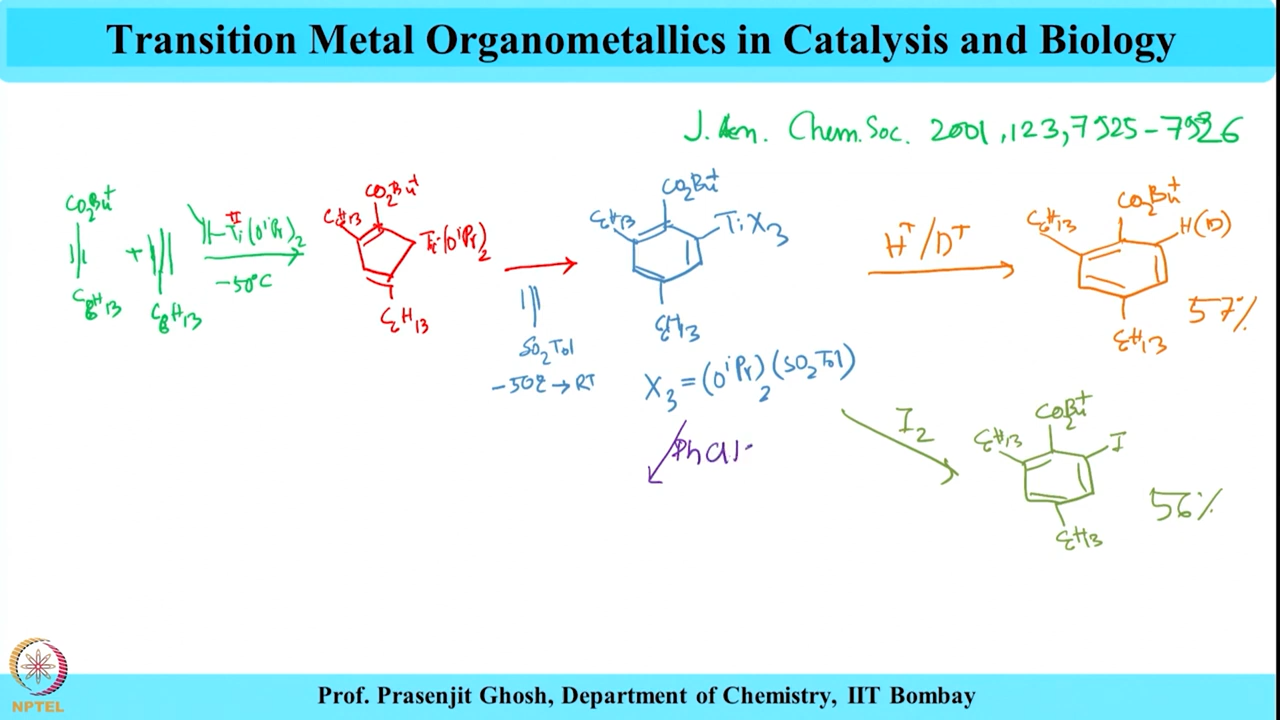 Transition Metal Organometallics in Catalysis and Biology
J. Am. Chem. Soc. 2001, 123, 7925-7926
CO2But
+
C6H13
C6H13
II
Ti(OiPr)2
-50°C
CO2But
C6H13
Ti(OiPr)2
C6H13
SO2Tol
-50°C → RT
CO2But
C6H13
TiX3
C6H13
X3 = (OiPr)2(SO2Tol)
H+/D+
CO2But
C6H13
H(D)
C6H13
57%
I2
CO2But
C6H13
I
C6H13
56%
PhCH
NPTEL
Prof. Prasenjit Ghosh, Department of Chemistry, IIT Bombay